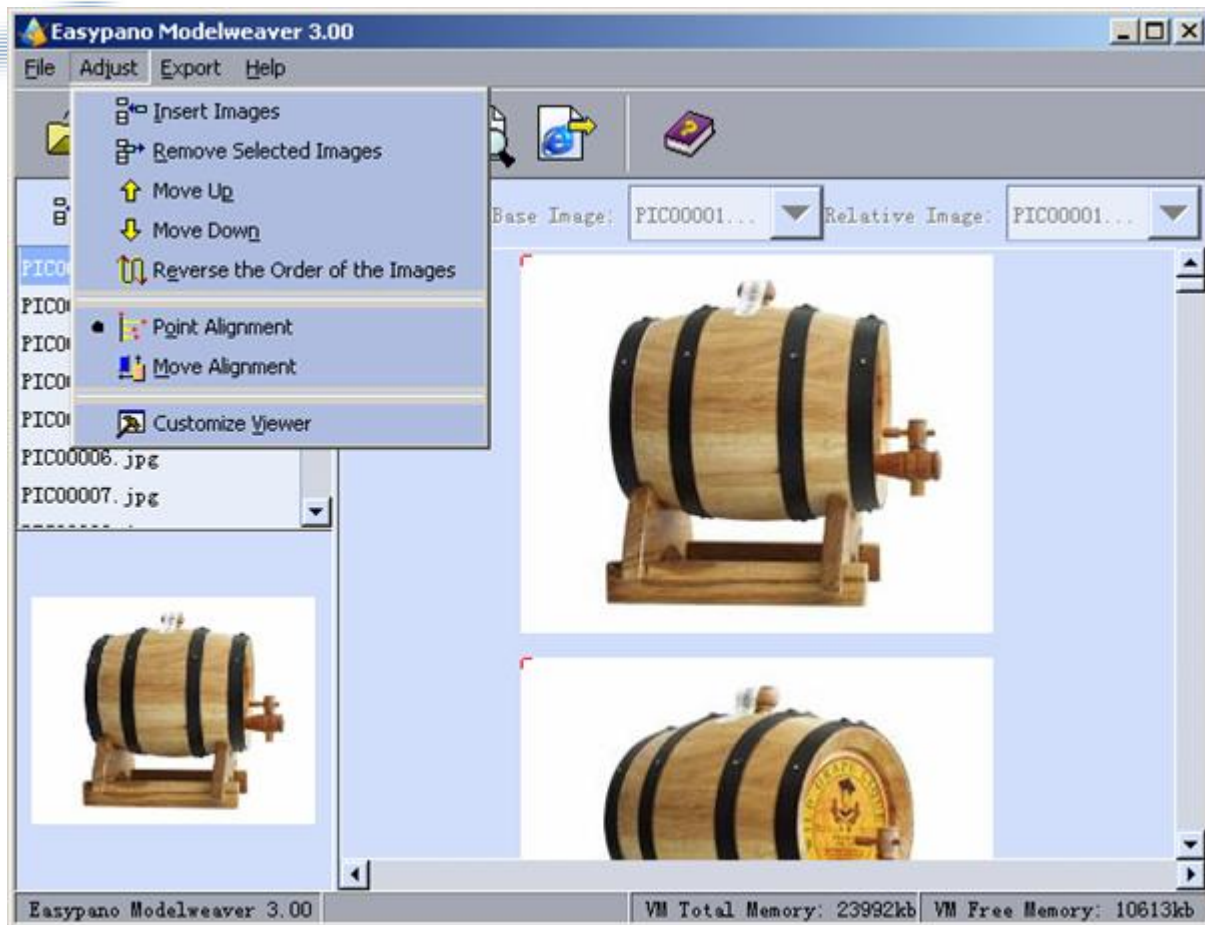 Easypano Modelweaver 3.00
File Adjust Export Help
Insert Images
Remove Selected Images
Move Up
Move Down
Reverse the Order of the Images
Point Alignment
Move Alignment
Customize Viewer
Base Image: PIC00001... Relative Image: PIC00001...
PIC00006.jpg
PIC00007.jpg
GRAPE
Easypano Modelweaver 3.00 VM Total Memory: 23992kb VM Free Memory: 10613kb